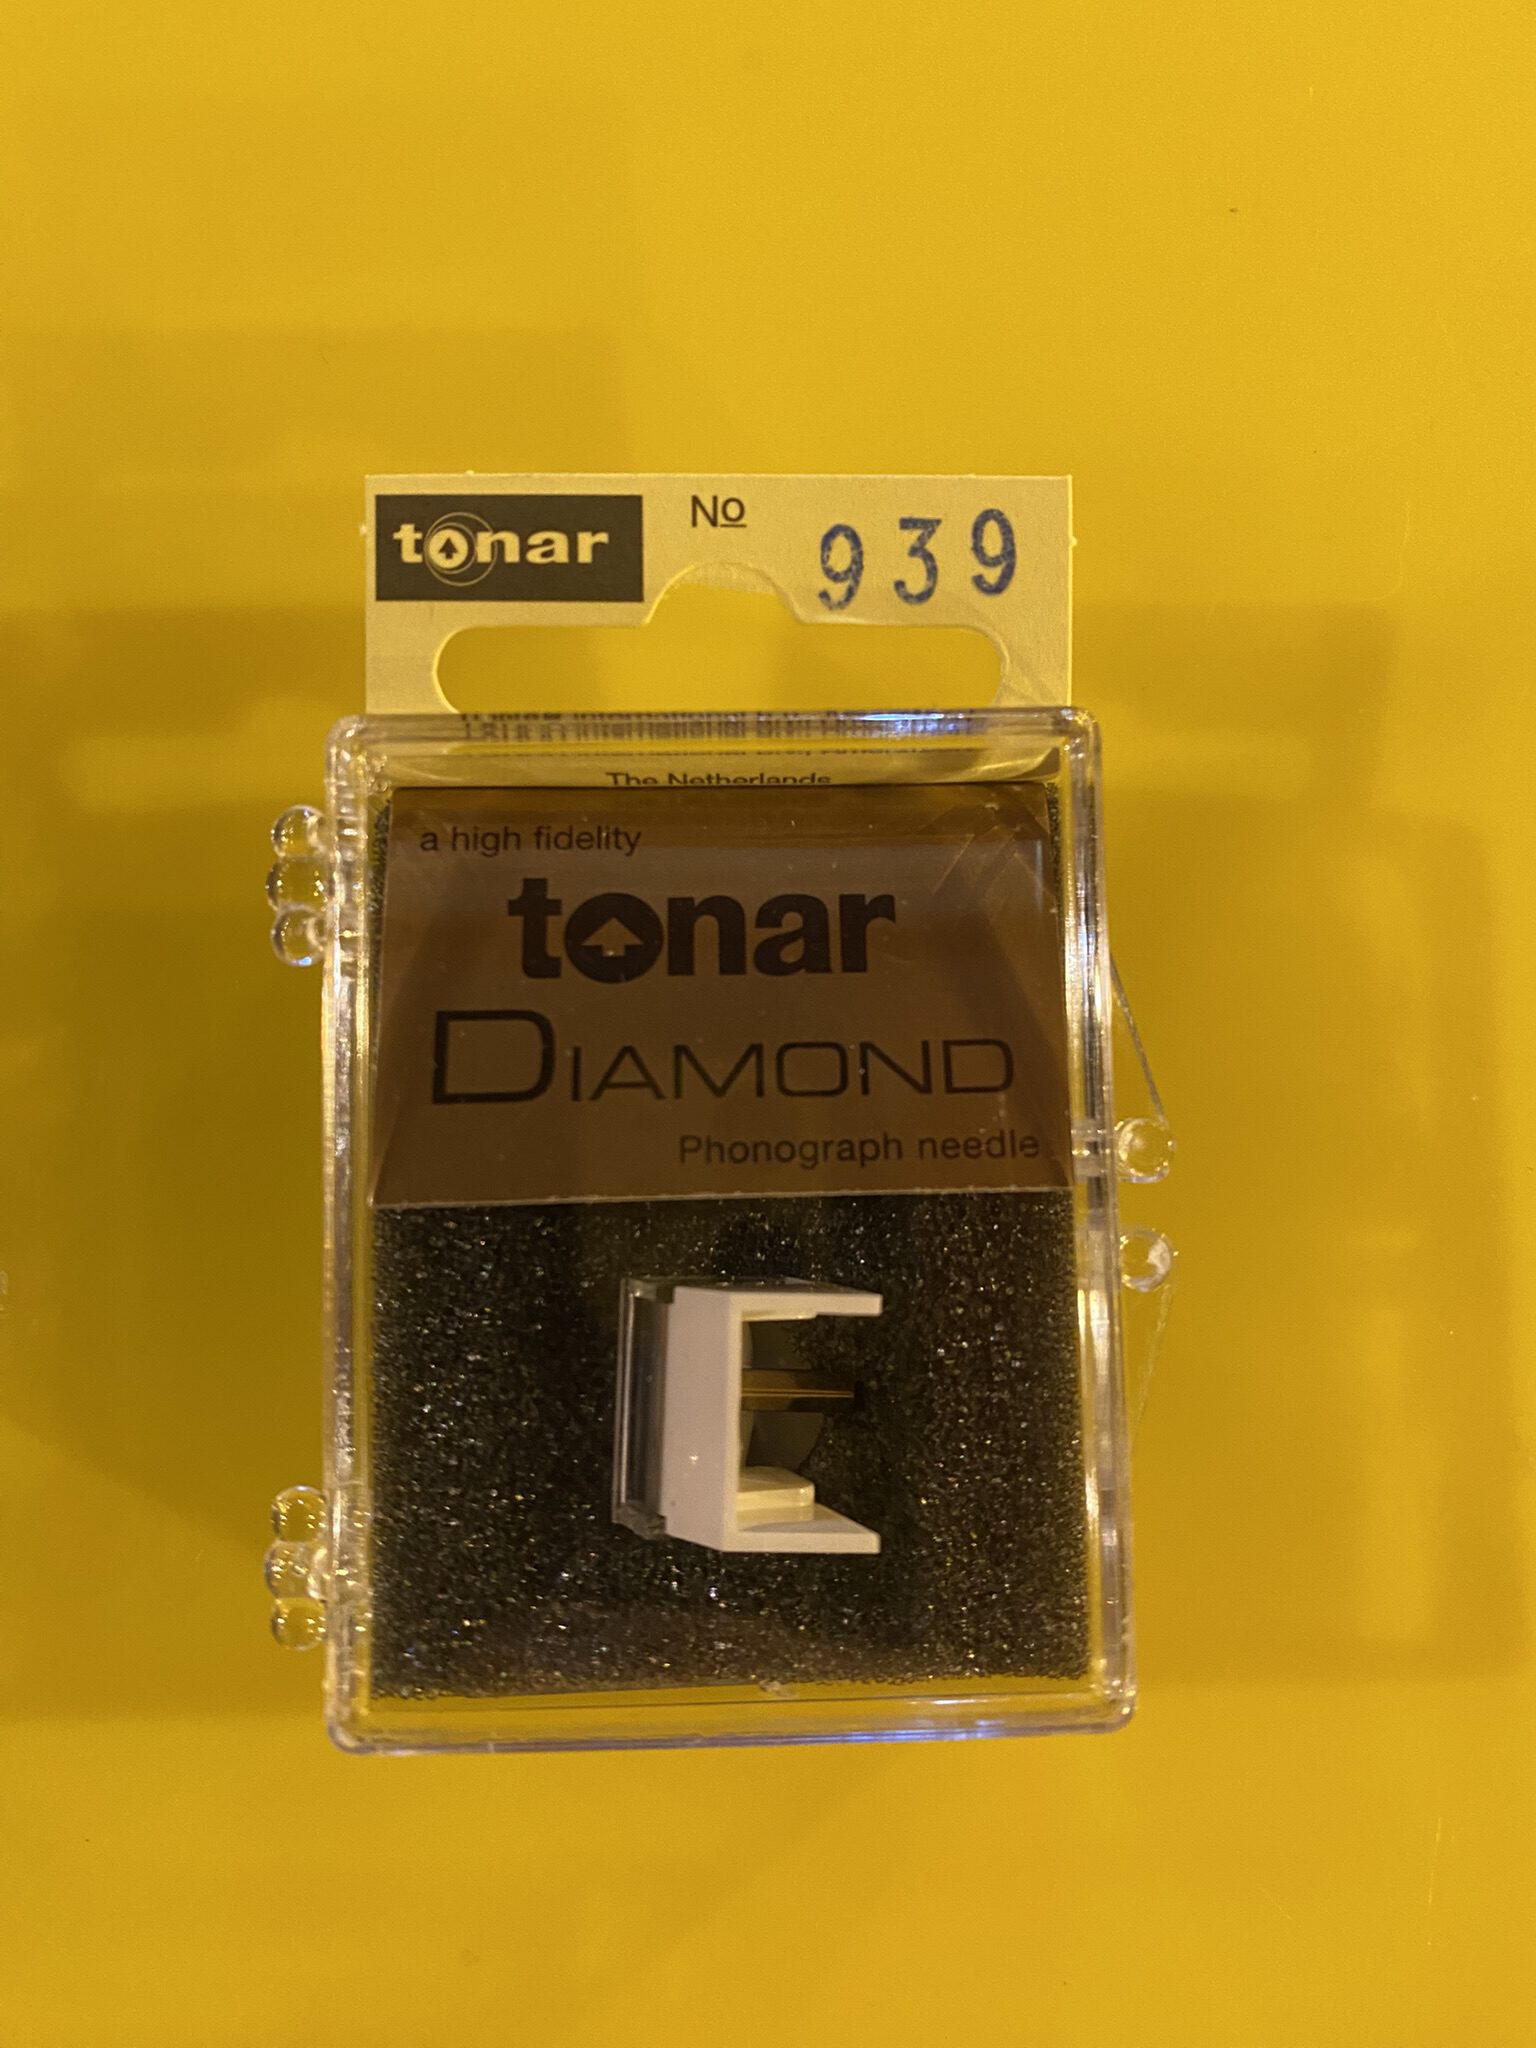 tonar
No 939
The Netherlands
a high fidelity
tonar
DIAMOND
Phonograph needle